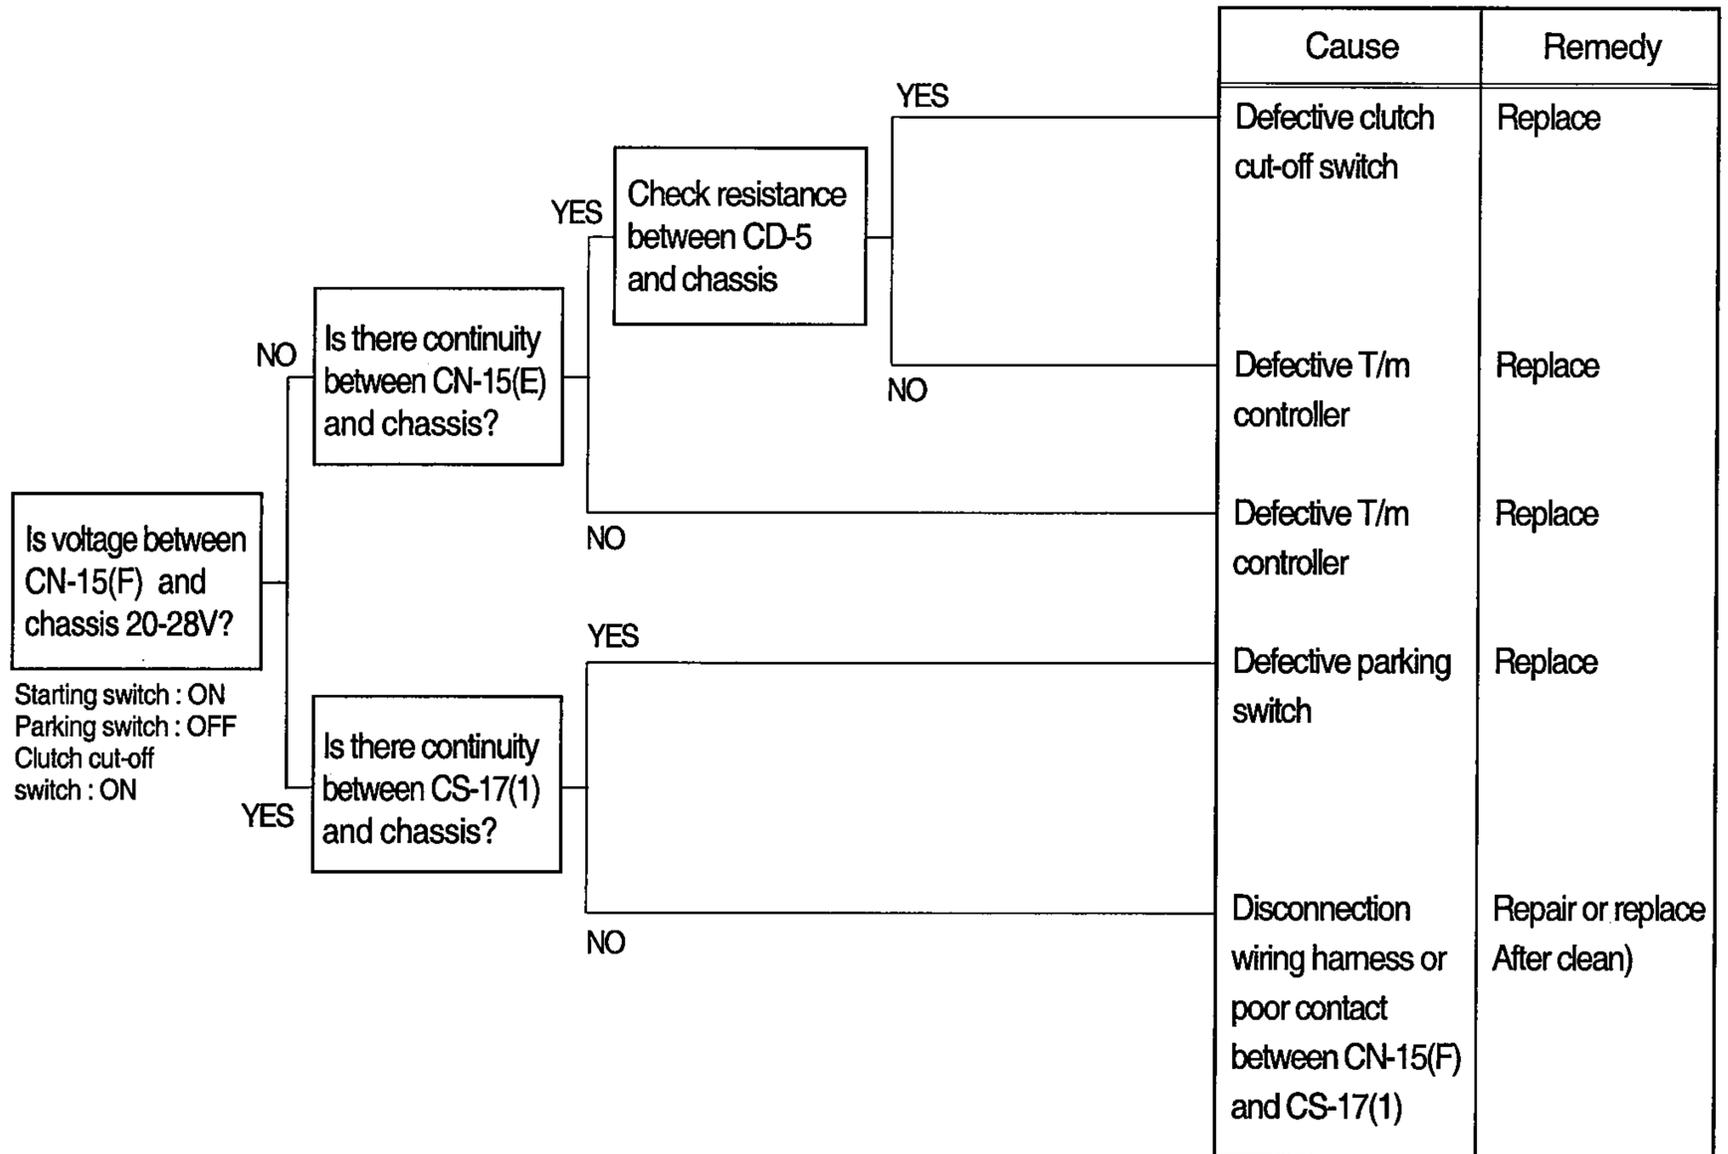 Cause
Remedy
YES
Defective clutch
cut-off switch
Replace
YES
Check resistance
between CD-5
and chassis
NO
Is there continuity
between CN-15(E)
and chassis?
NO
Defective T/m
controller
Replace
NO
Defective T/m
controller
Replace
Is voltage between
CN-15(F) and
chassis 20-28V?
Starting switch : ON
Parking switch : OFF
Clutch cut-off
switch : ON
YES
Is there continuity
between CS-17(1)
and chassis?
YES
Defective parking
switch
Replace
NO
Disconnection
wiring harness or
poor contact
between CN-15(F)
and CS-17(1)
Repair or replace
After clean)